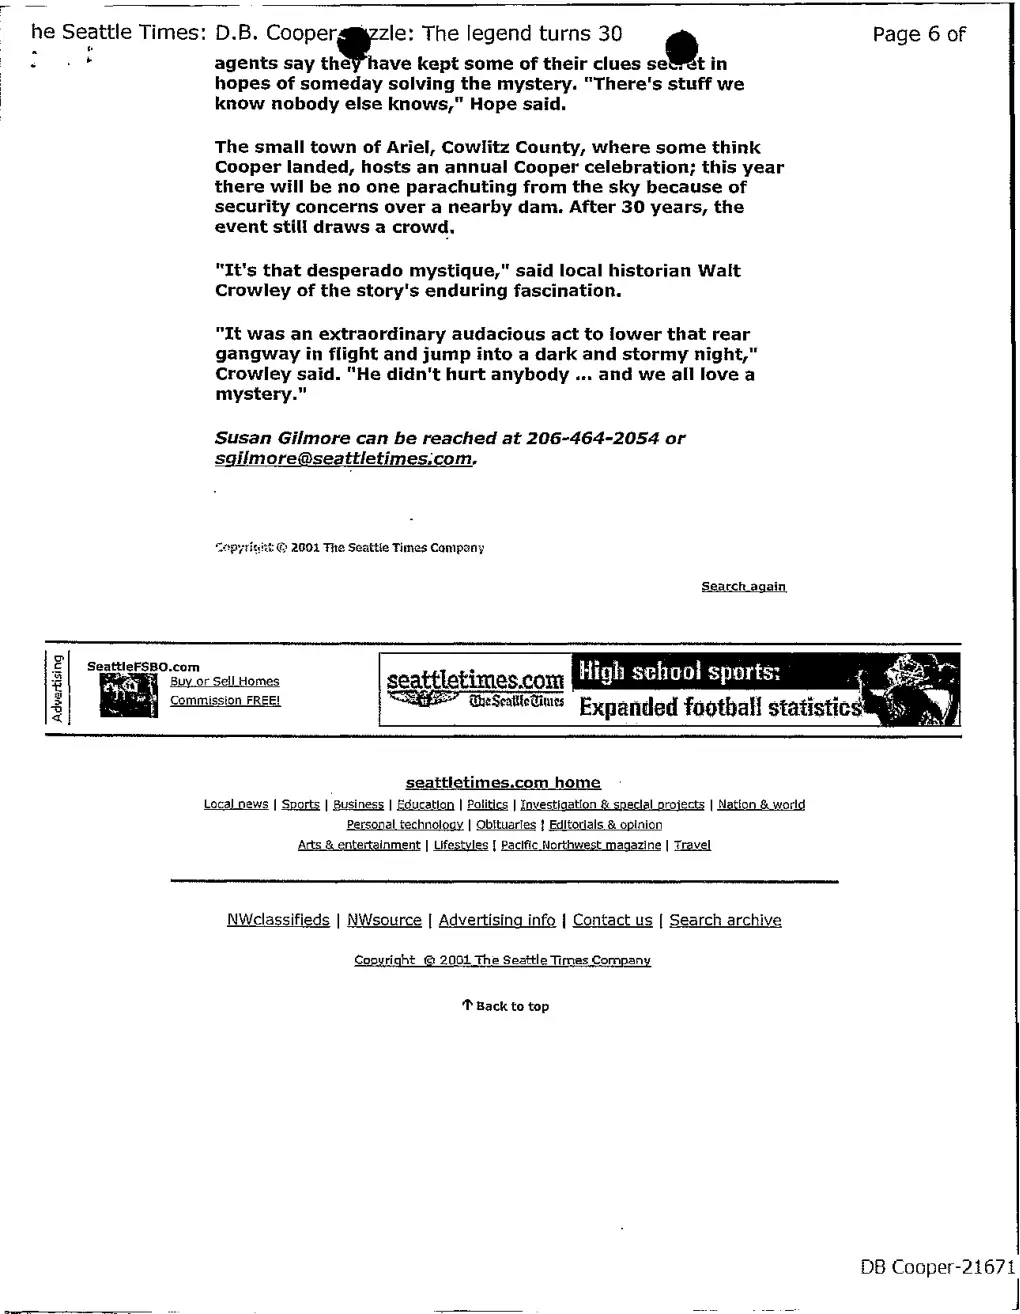 he Seattle Times: D.B. Cooper zzle: The legend turns 30 Page 6 of
agents say they have kept some of their clues secret in
hopes of someday solving the mystery. "There's stuff we
know nobody else knows," Hope said.
The small town of Ariel, Cowlitz County, where some think
Cooper landed, hosts an annual Cooper celebration; this year
there will be no one parachuting from the sky because of
security concerns over a nearby dam. After 30 years, the
event still draws a crowd.
"It's that desperado mystique," said local historian Walt
Crowley of the story's enduring fascination.
"It was an extraordinary audacious act to lower that rear
gangway in flight and jump into a dark and stormy night,"
Crowley said. "He didn't hurt anybody ... and we all love a
mystery."
Susan Gilmore can be reached at 206-464-2054 or
sgilmore@seattletimes.com.
Copyright © 2001 The Seattle Times Company
Search again
Advertising
SeattleFSBO.com
Buy or Sell Homes
Commission FREE!
seattletimes.com
The Seattle Times
High school sports:
Expanded football statistics
seattletimes.com home
Local news | Sports | Business | Education | Politics | Investigation & special projects | Nation & world
Personal technology | Obituaries | Editorials & opinion
Arts & entertainment | Lifestyles | Pacific Northwest magazine | Travel
NWclassifieds | NWsource | Advertising info | Contact us | Search archive
Copyright © 2001 The Seattle Times Company
↑ Back to top
DB Cooper-21671